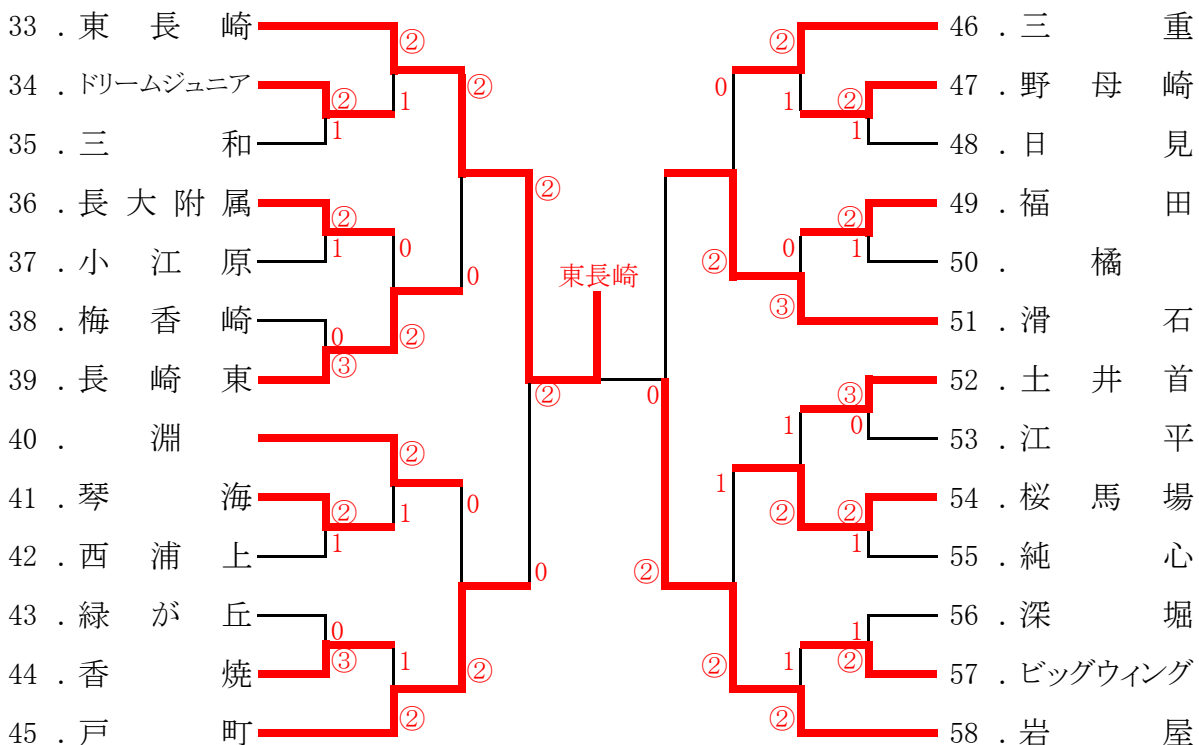 33 . 東長崎
②
②
34 . ドリームジュニア
②
1
1
35 . 三和
②
36 . 長大附属
②
1
0
37 . 小江原
0
38 . 梅香崎
0
②
39 . 長崎東
③
②
40 . 淵
②
0
41 . 琴海
②
1
1
42 . 西浦上
0
43 . 緑が丘
0
44 . 香焼
③
1
②
45 . 戸町
②
東長崎
46 . 三重
②
0
47 . 野母崎
②
1
1
48 . 日見
49 . 福田
②
0
1
50 . 橘
②
51 . 滑石
③
0
52 . 土井首
③
1
0
53 . 江平
1
54 . 桜馬場
②
②
1
55 . 純心
②
56 . 深堀
1
57 . ビッグウィング
②
1
②
58 . 岩屋
②